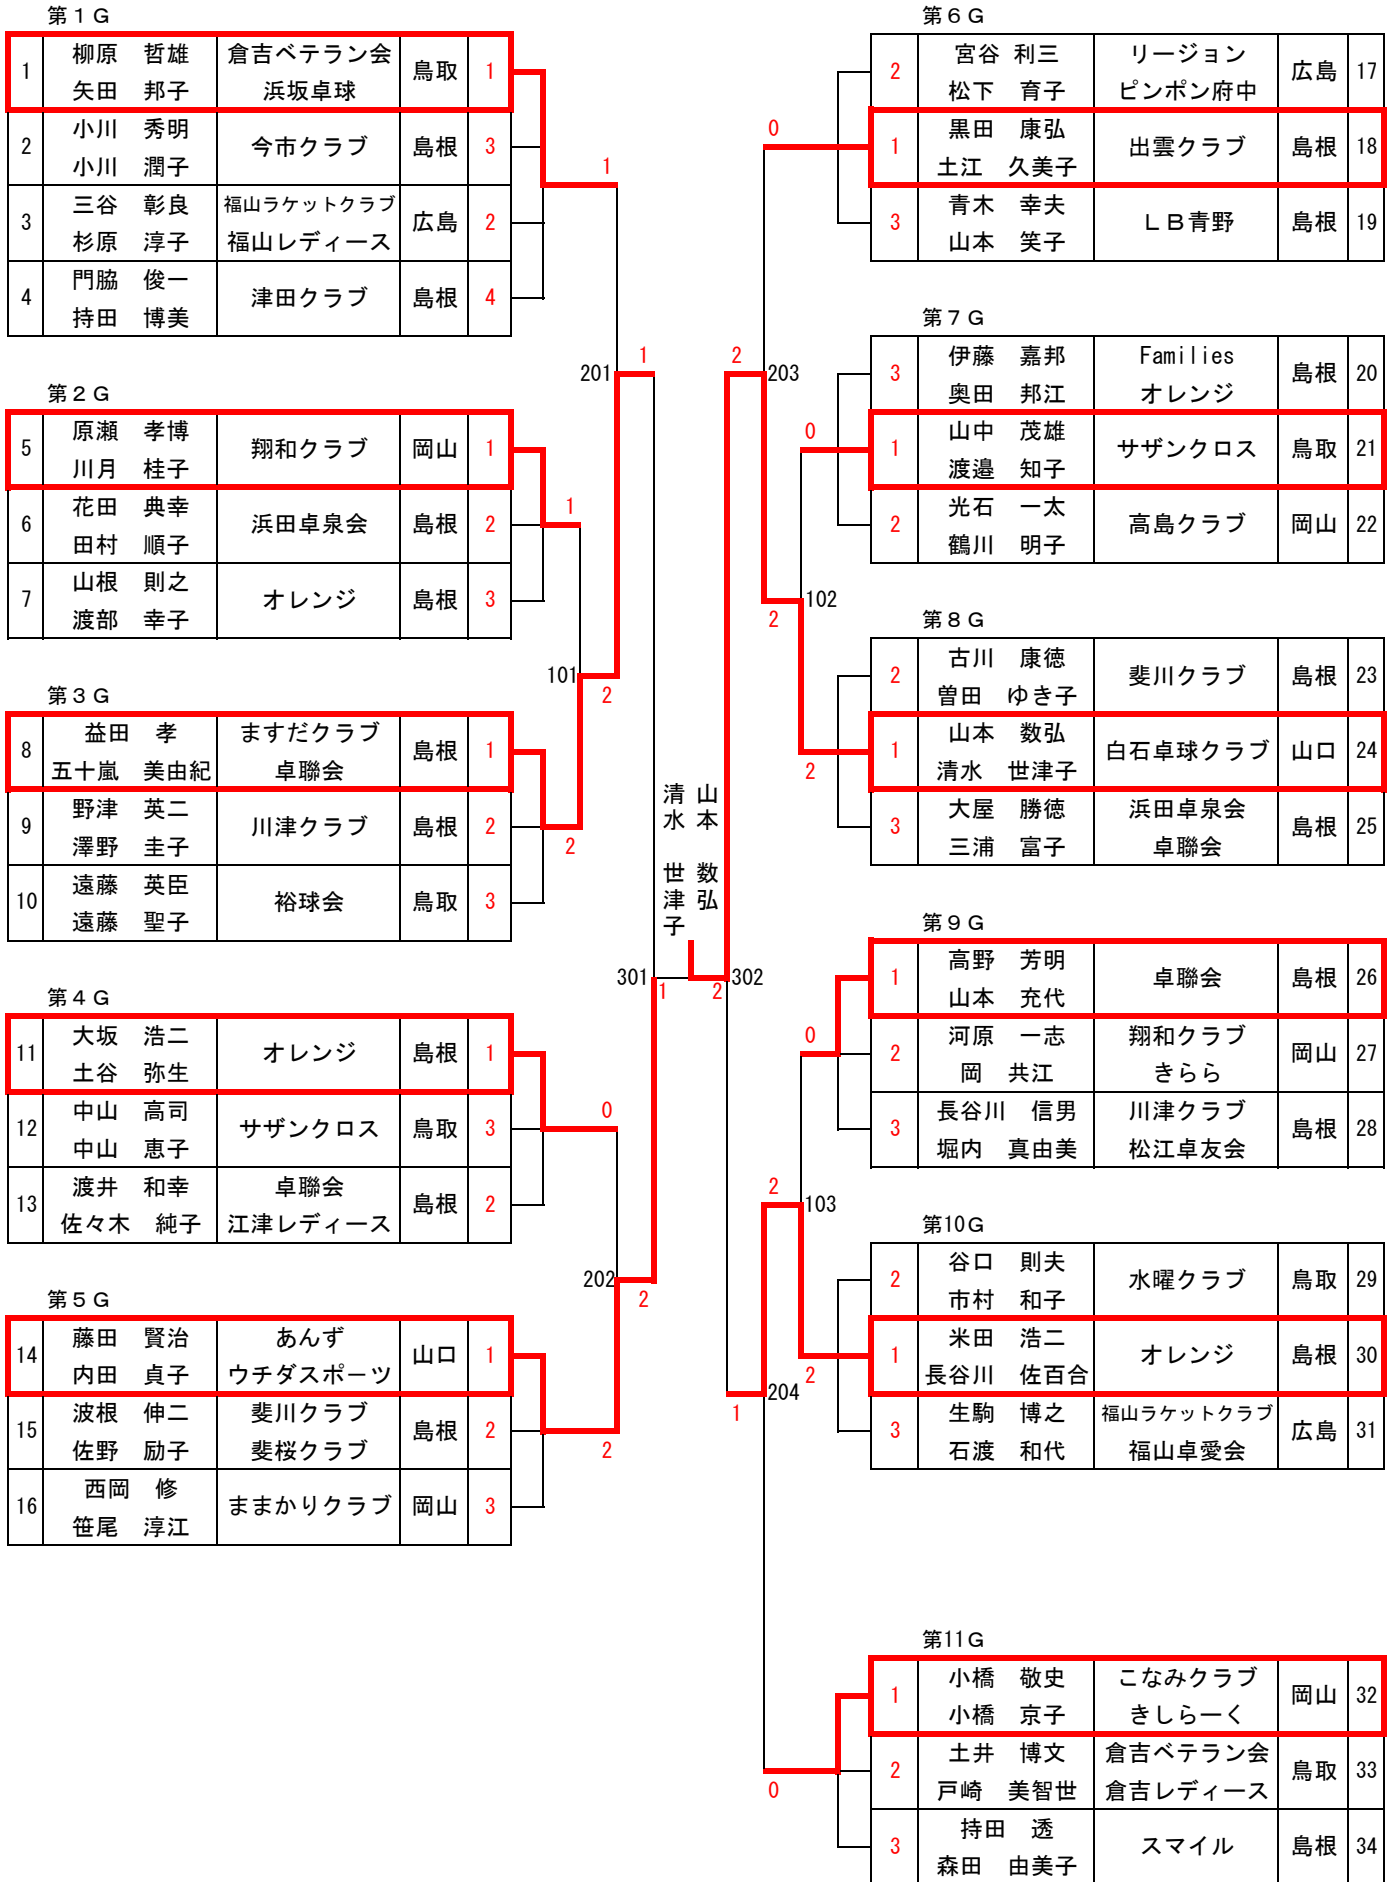 第１G
1 柳原　哲雄 倉吉ベテラン会 鳥取 1
矢田　邦子 浜坂卓球
2 小川　秀明 今市クラブ 島根 3
小川　潤子
3 三谷　彰良 福山ラケットクラブ 広島 2
杉原　淳子 福山レディース
4 門脇　俊一 津田クラブ 島根 4
持田　博美
1
201
1
第２G
5 原瀬　孝博 翔和クラブ 岡山 1
川月　桂子
6 花田　典幸 浜田卓泉会 島根 2
田村　順子
7 山根　則之 オレンジ 島根 3
渡部　幸子
1
101
2
第３G
8 益田　孝 ますだクラブ 島根 1
五十嵐　美由紀 卓聯会
9 野津　英二 川津クラブ 島根 2
澤野　圭子
10 遠藤　英臣 裕球会 鳥取 3
遠藤　聖子
2
第４G
11 大坂　浩二 オレンジ 島根 1
土谷　弥生
12 中山　高司 サザンクロス 鳥取 3
中山　恵子
13 渡井　和幸 卓聯会 島根 2
佐々木　純子 江津レディース
0
202
2
第５G
14 藤田　賢治 あんず 山口 1
内田　貞子 ウチダスポーツ
15 波根　伸二 斐川クラブ 島根 2
佐野　励子 斐桜クラブ
16 西岡　修 ままかりクラブ 岡山 3
笹尾　淳江
2
301
1
山本　数弘
清水　世津子
2
302
第６G
2 宮谷 利三 リージョン 広島 17
松下　育子 ピンポン府中
1 黒田　康弘 出雲クラブ 島根 18
土江　久美子
3 青木　幸夫 ＬＢ青野 島根 19
山本　笑子
0
2
203
第７G
3 伊藤　嘉邦 Families 島根 20
奥田　邦江 オレンジ
1 山中　茂雄 サザンクロス 鳥取 21
渡邉　知子
2 光石　一太 高島クラブ 岡山 22
鶴川　明子
0
102
2
第８G
2 古川　康徳 斐川クラブ 島根 23
曽田　ゆき子
1 山本　数弘 白石卓球クラブ 山口 24
清水　世津子
3 大屋　勝徳 浜田卓泉会 島根 25
三浦　富子 卓聯会
2
第９G
1 高野　芳明 卓聯会 島根 26
山本　充代
2 河原　一志 翔和クラブ 岡山 27
岡　共江 きらら
3 長谷川　信男 川津クラブ 島根 28
堀内　真由美 松江卓友会
0
2
103
第10G
2 谷口　則夫 水曜クラブ 鳥取 29
市村　和子
1 米田　浩二 オレンジ 島根 30
長谷川　佐百合
3 生駒　博之 福山ラケットクラブ 広島 31
石渡　和代 福山卓愛会
2
1
204
第11G
1 小橋　敬史 こなみクラブ 岡山 32
小橋　京子 きしらーく
2 土井　博文 倉吉ベテラン会 鳥取 33
戸崎　美智世 倉吉レディース
3 持田　透 スマイル 島根 34
森田　由美子
0